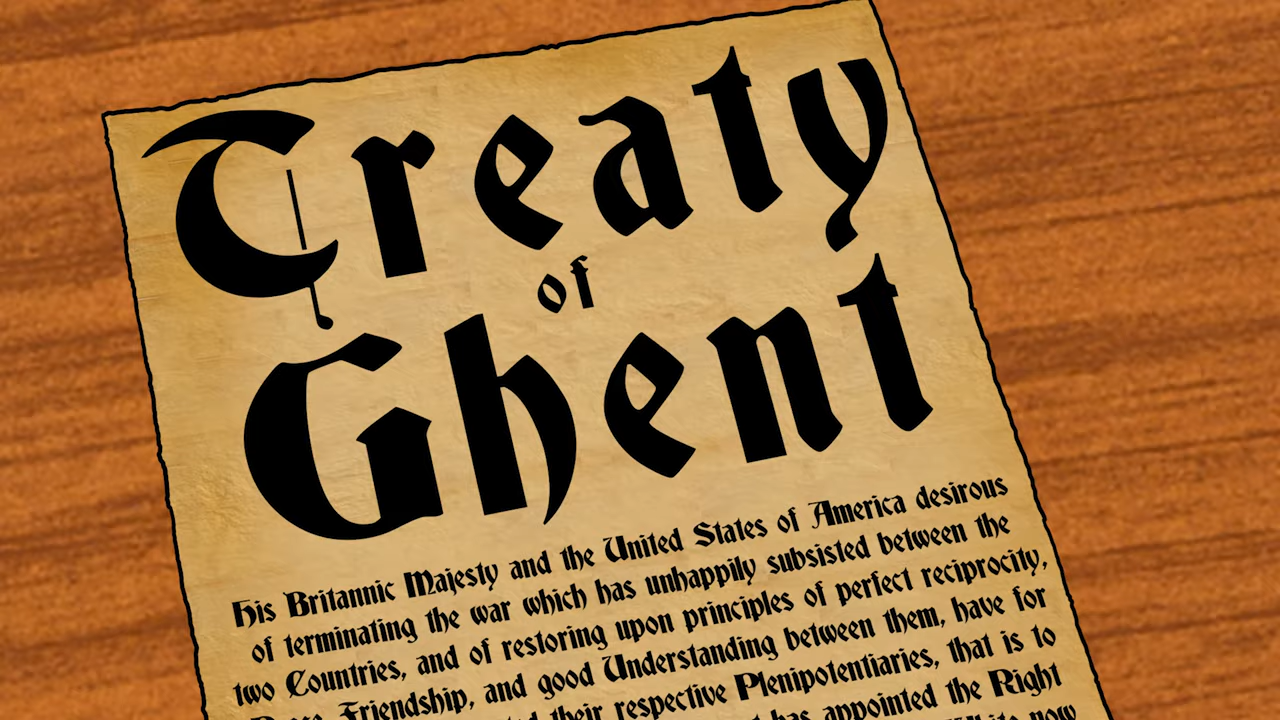 Treaty
of
Ghent
His Britannic Majesty and the United States of America desirous
of terminating the war which has unhappily subsisted between the
two Countries, and of restoring upon principles of perfect reciprocity,
Friendship, and good Understanding between them, have for
their respective Plenipotentiaries, that is to
has appointed the Right
now